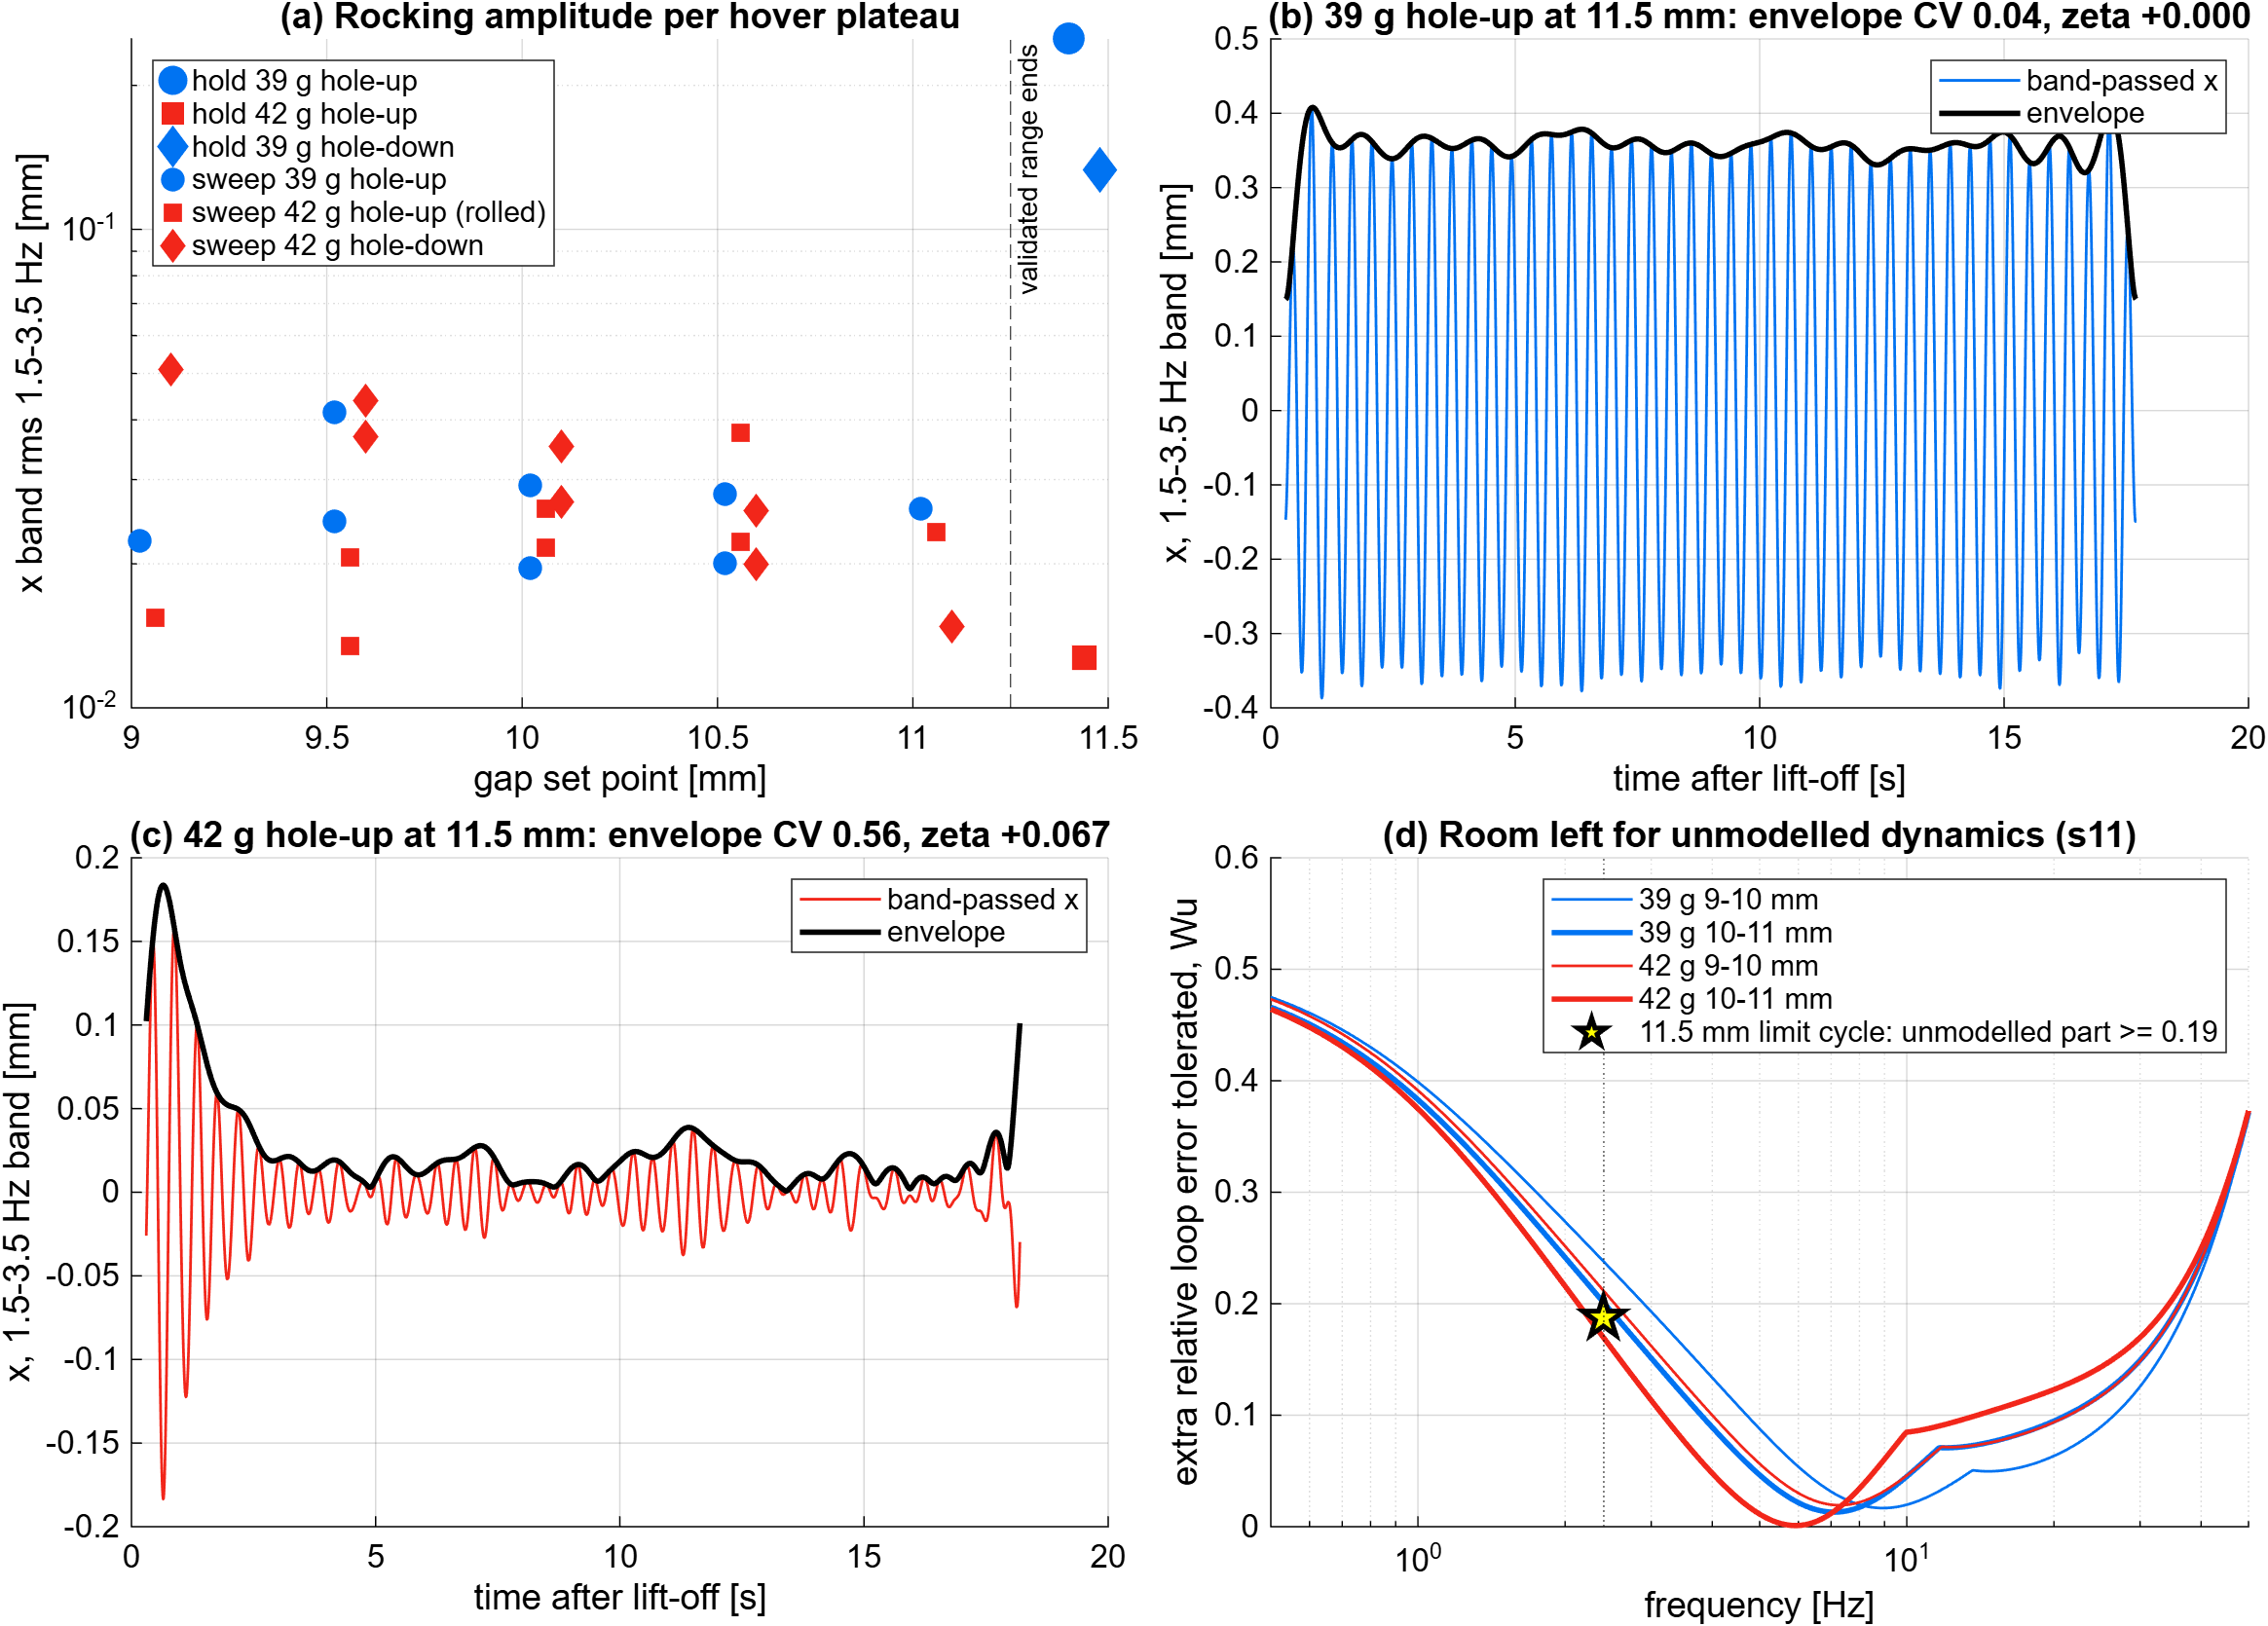 (a) Rocking amplitude per hover plateau
x band rms 1.5-3.5 Hz [mm]
10-1
10-2
hold 39 g hole-up
hold 42 g hole-up
hold 39 g hole-down
sweep 39 g hole-up
sweep 42 g hole-up (rolled)
sweep 42 g hole-down
validated range ends
9
9.5
10
10.5
11
11.5
gap set point [mm]
(b) 39 g hole-up at 11.5 mm: envelope CV 0.04, zeta +0.000
x, 1.5-3.5 Hz band [mm]
0.5
0.4
0.3
0.2
0.1
0
-0.1
-0.2
-0.3
-0.4
band-passed x
envelope
0
5
10
15
20
time after lift-off [s]
(c) 42 g hole-up at 11.5 mm: envelope CV 0.56, zeta +0.067
x, 1.5-3.5 Hz band [mm]
0.2
0.15
0.1
0.05
0
-0.05
-0.1
-0.15
-0.2
band-passed x
envelope
0
5
10
15
20
time after lift-off [s]
(d) Room left for unmodelled dynamics (s11)
extra relative loop error tolerated, Wu
0.6
0.5
0.4
0.3
0.2
0.1
0
39 g 9-10 mm
39 g 10-11 mm
42 g 9-10 mm
42 g 10-11 mm
11.5 mm limit cycle: unmodelled part >= 0.19
100
101
frequency [Hz]